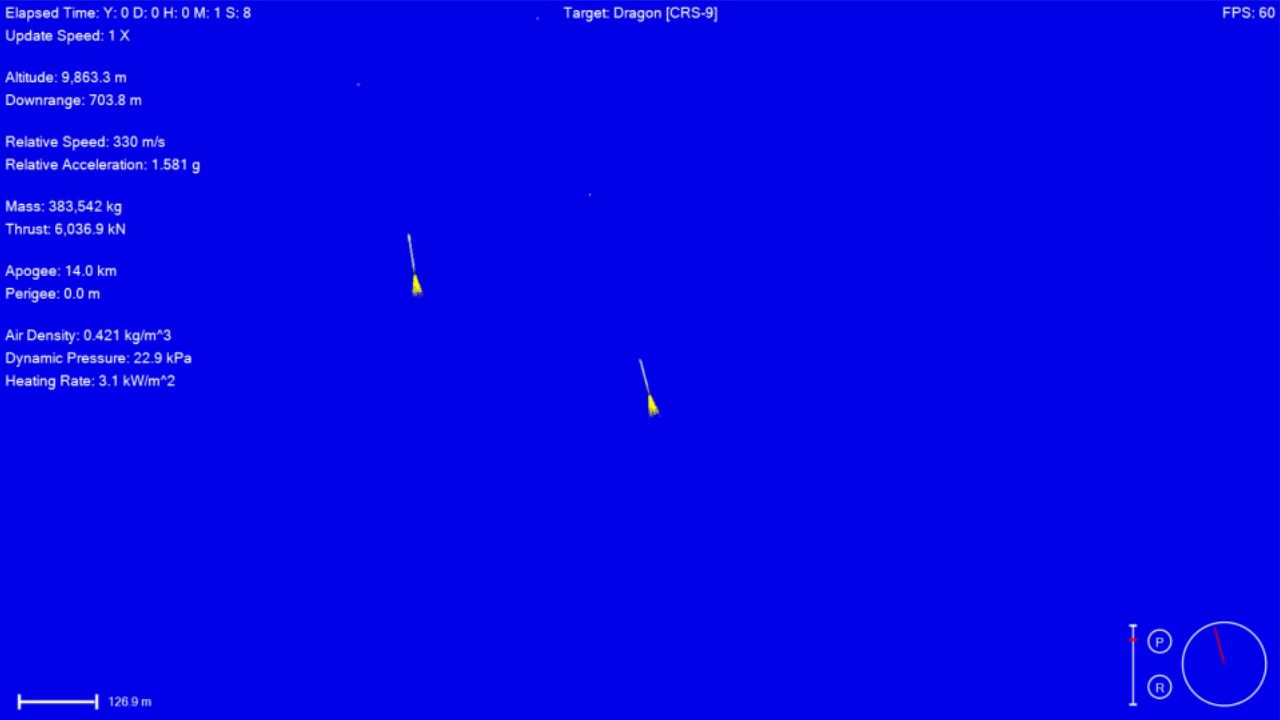 Elapsed Time: Y: 0 D: 0 H: 0 M: 1 S: 8
Target: Dragon [CRS-9]
FPS: 60
Update Speed: 1 X
Altitude: 9,863.3 m
Downrange: 703.8 m
Relative Speed: 330 m/s
Relative Acceleration: 1.581 g
Mass: 383,542 kg
Thrust: 6,036.9 kN
Apogee: 14.0 km
Perigee: 0.0 m
Air Density: 0.421 kg/m^3
Dynamic Pressure: 22.9 kPa
Heating Rate: 3.1 kW/m^2
P
R
126.9 m